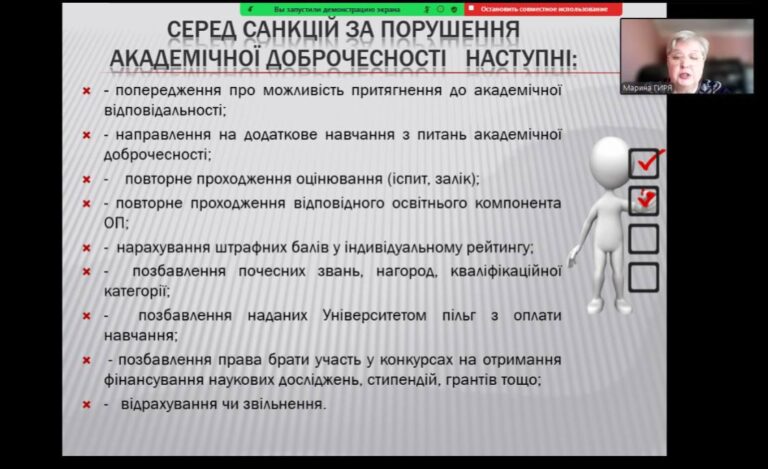 Вы запустили демонстрацию экрана
Остановить совместное использование
СЕРЕД САНКЦІЙ ЗА ПОРУШЕННЯ
АКАДЕМІЧНОЇ ДОБРОЧЕСНОСТІ НАСТУПНІ:
Марина ГИРЯ
- попередження про можливість притягнення до академічної
відповідальності;
- направлення на додаткове навчання з питань академічної
доброчесності;
- повторне проходження оцінювання (іспит, залік);
- повторне проходження відповідного освітнього компонента
ОП;
- нарахування штрафних балів у індивідуальному рейтингу;
- позбавлення почесних звань, нагород, кваліфікаційної
категорії;
- позбавлення наданих Університетом пільг з оплати
навчання;
- позбавлення права брати участь у конкурсах на отримання
фінансування наукових досліджень, стипендій, грантів тощо;
- відрахування чи звільнення.